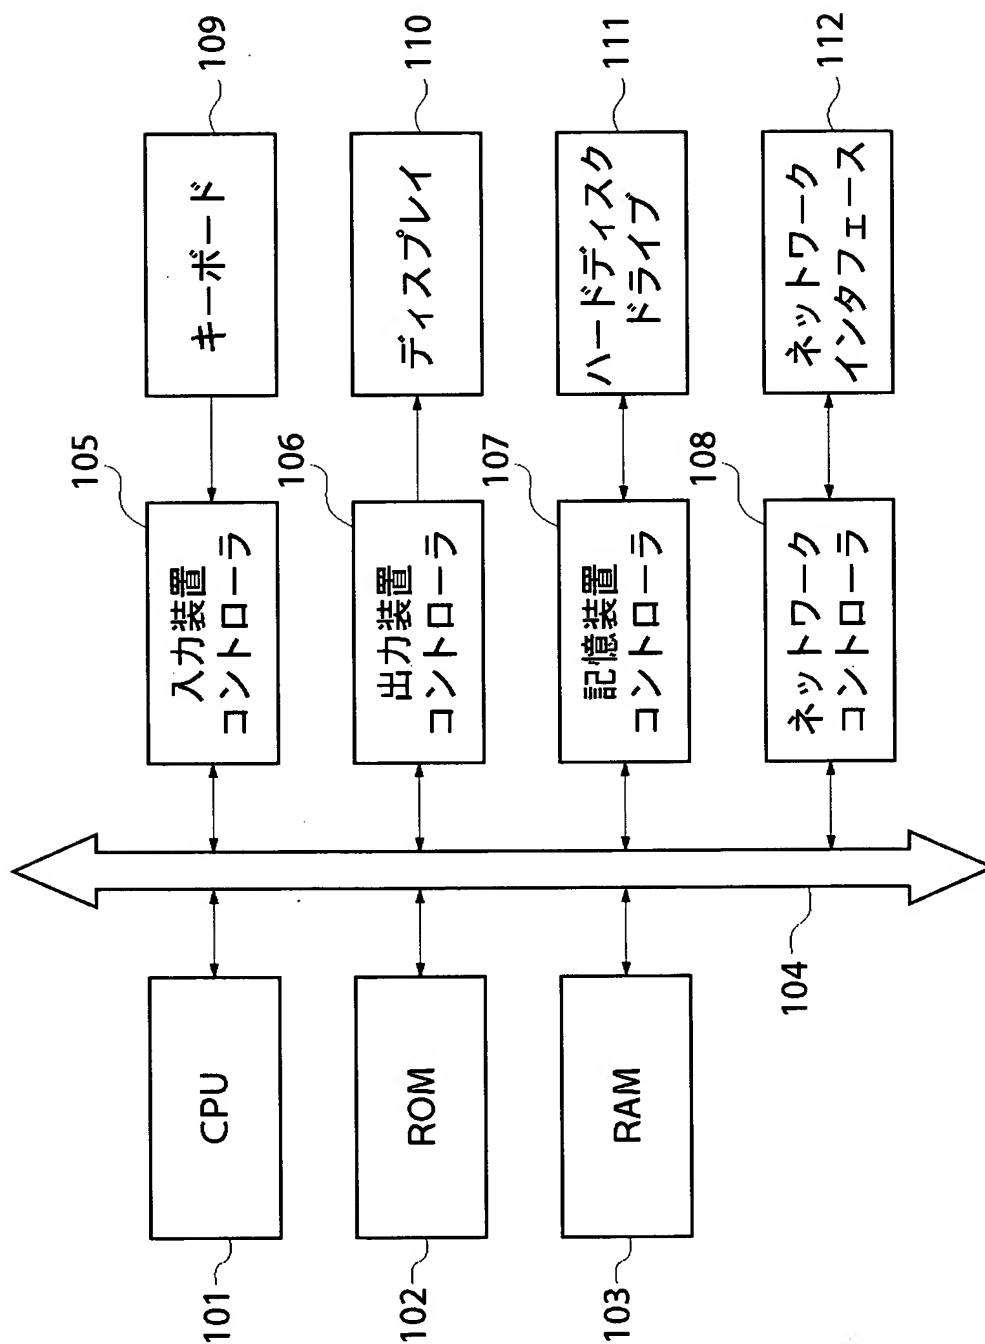 101
CPU
102
ROM
103
RAM
104
105
入力装置
コントローラ
106
出力装置
コントローラ
107
記憶装置
コントローラ
108
ネットワーク
コントローラ
109
キーボード
110
ディスプレイ
111
ハードディスク
ドライブ
112
ネットワーク
インタフェース